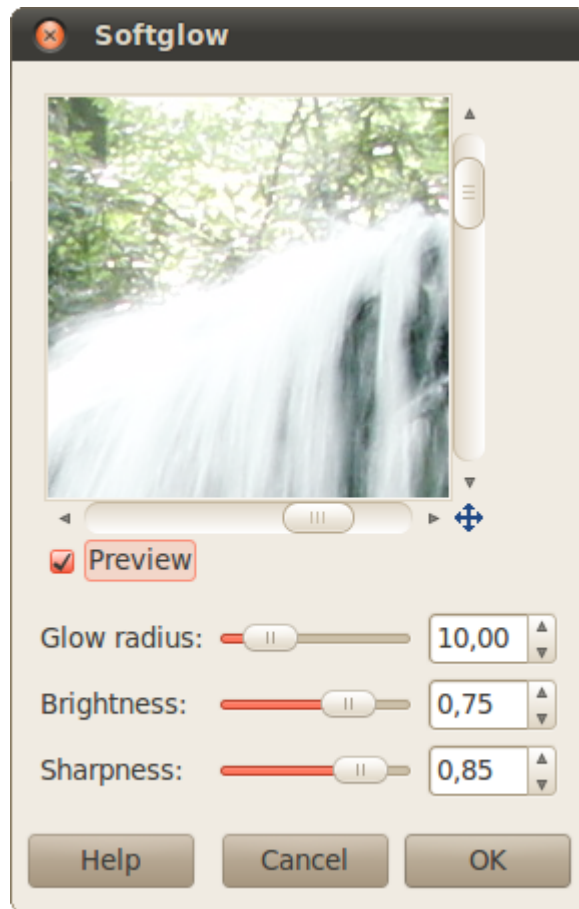 Softglow
Preview
Glow radius: 10,00
Brightness: 0,75
Sharpness: 0,85
Help Cancel OK